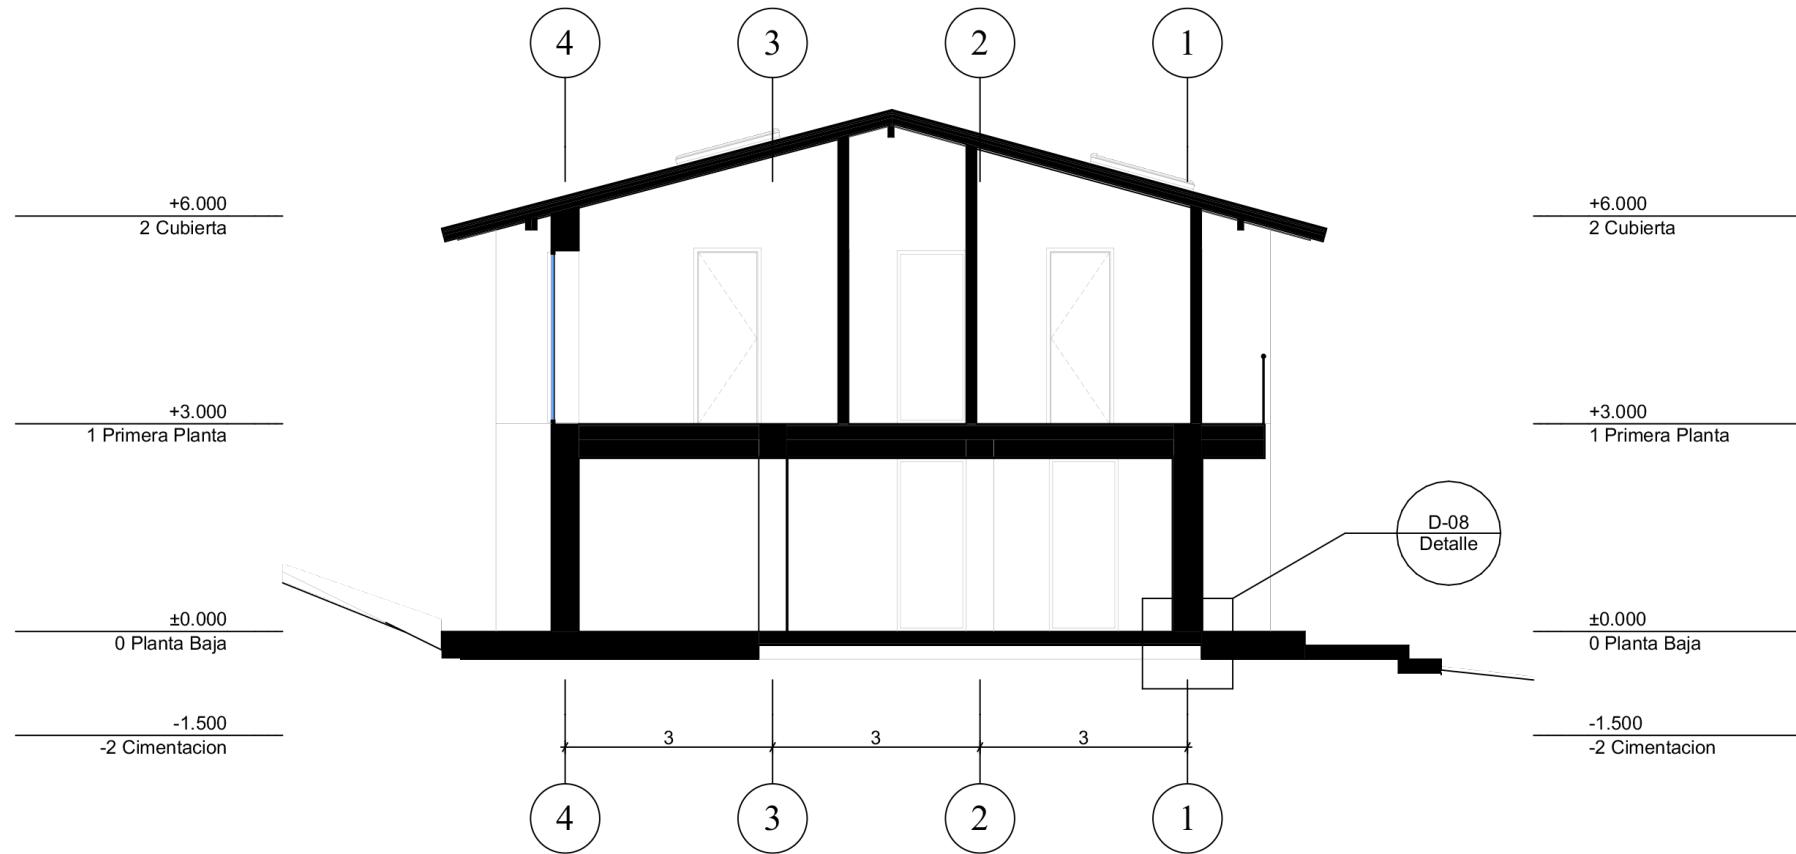 4 3 2 1
+6.000
2 Cubierta
+6.000
2 Cubierta
+3.000
1 Primera Planta
+3.000
1 Primera Planta
D-08
Detalle
±0.000
0 Planta Baja
±0.000
0 Planta Baja
-1.500
-2 Cimentacion
-1.500
-2 Cimentacion
3 3 3
4 3 2 1